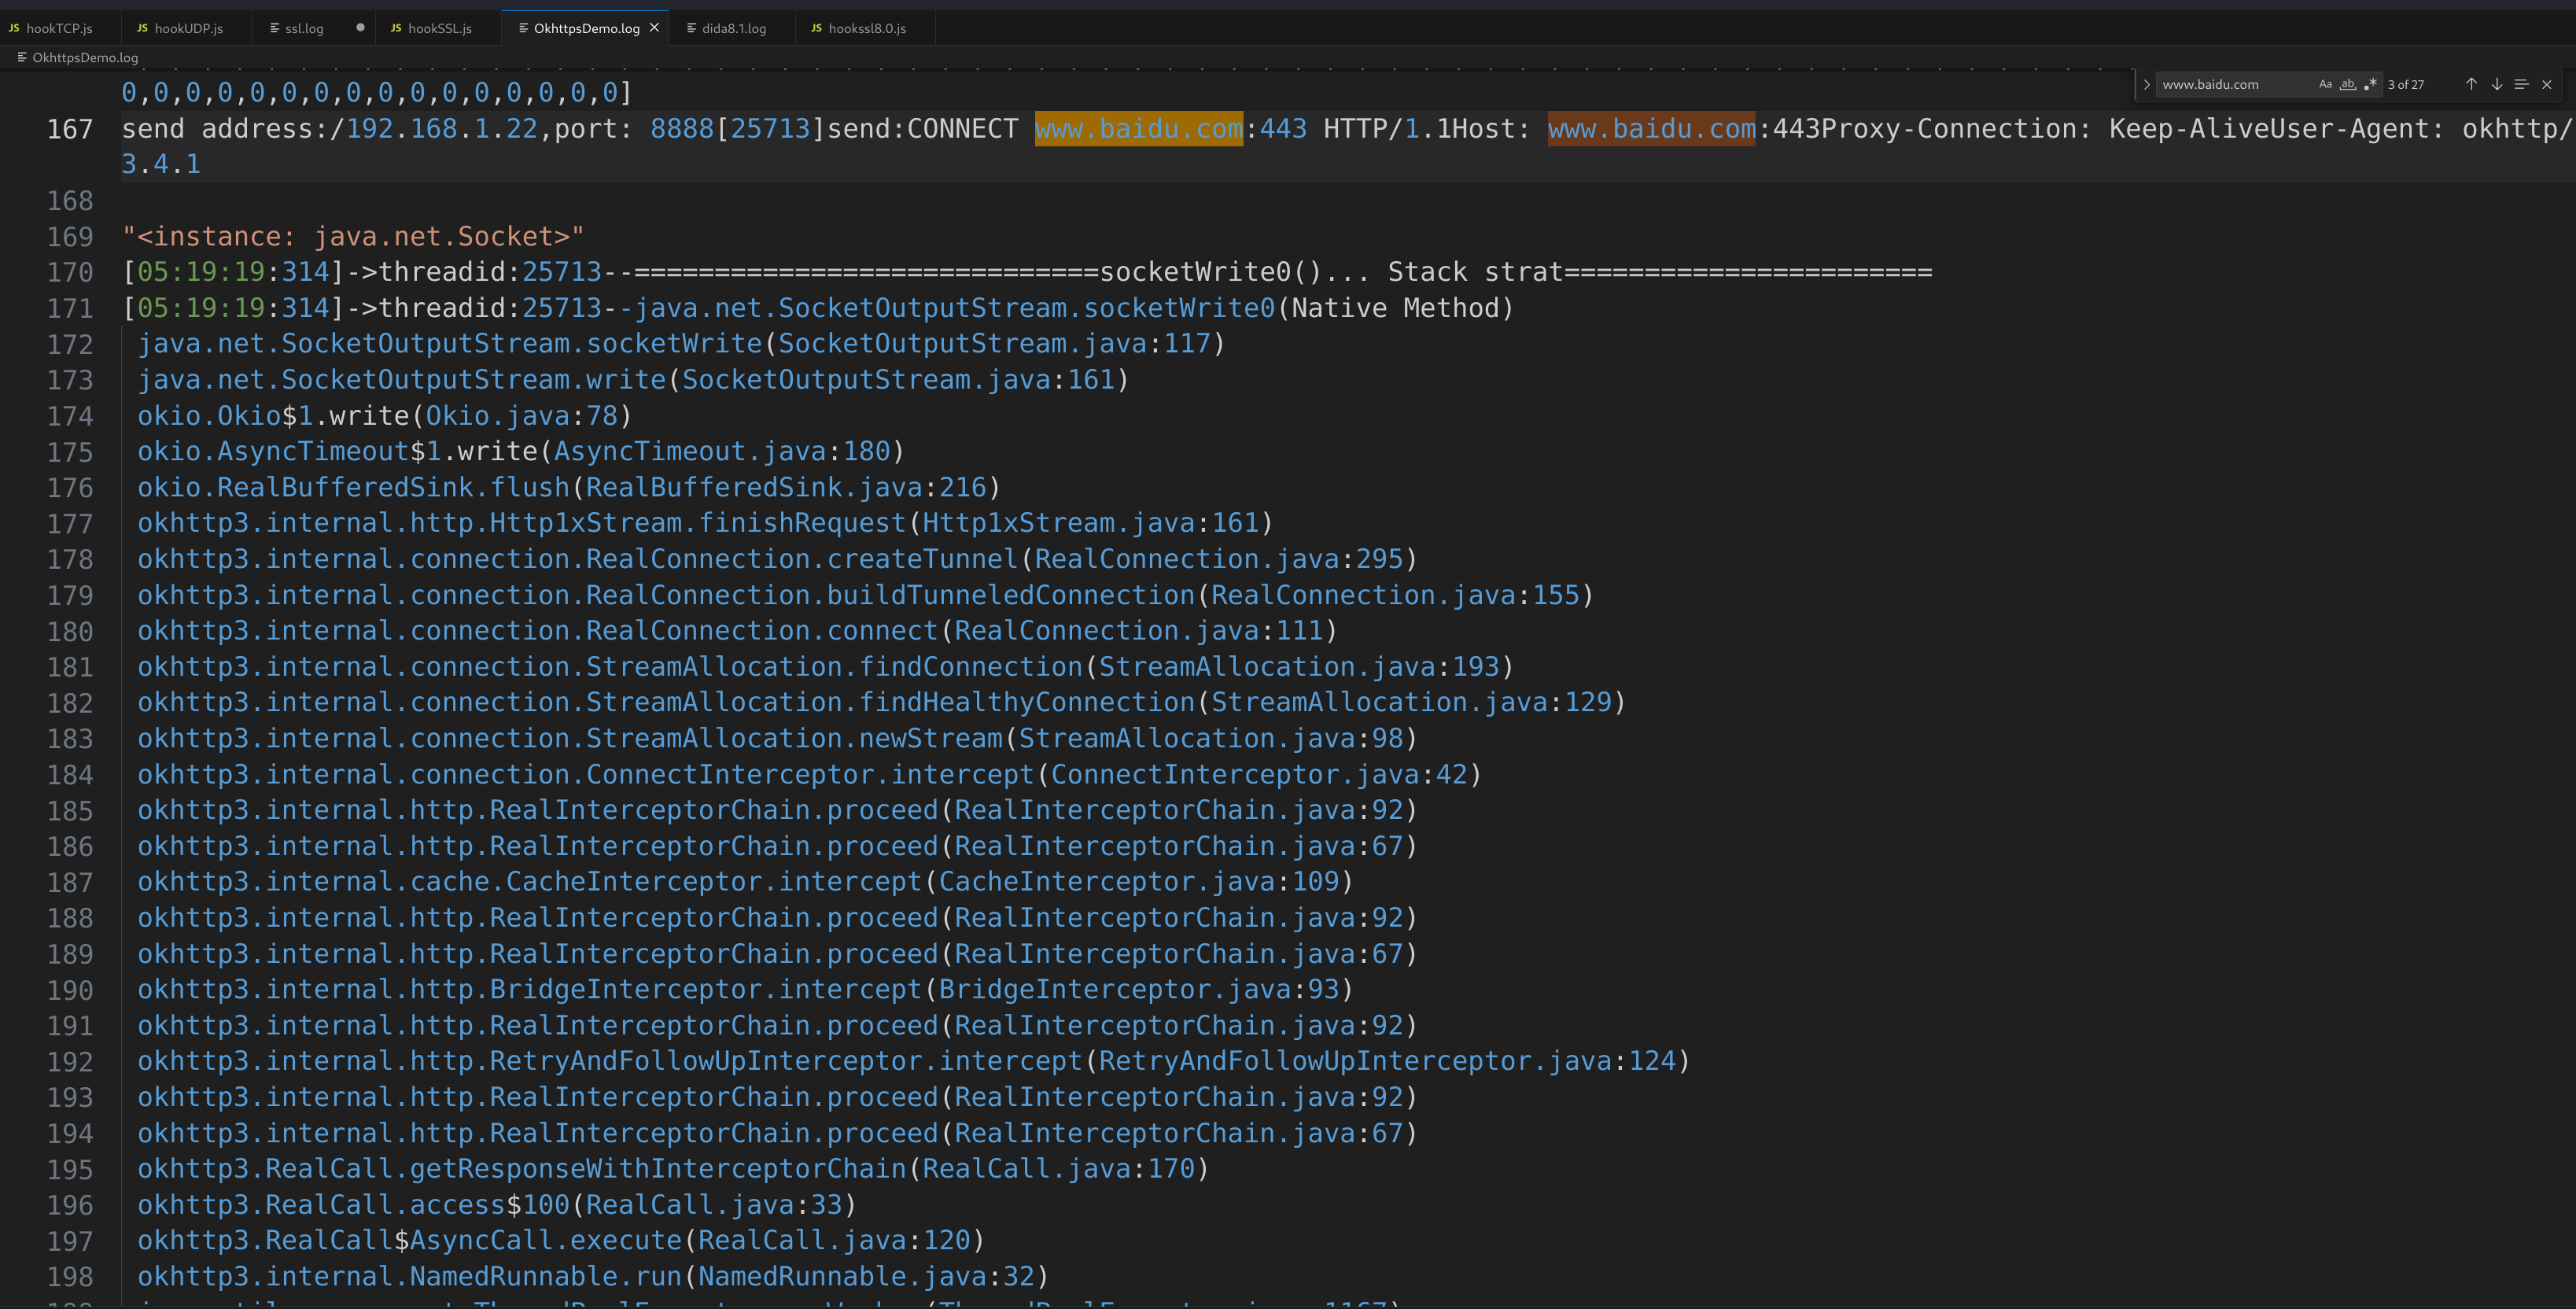 JS hookTCP.js
JS hookUDP.js
ssl.log
JS hookSSL.js
OkhttpsDemo.log
dida8.1.log
JS hookssl8.0.js
OkhttpsDemo.log
www.baidu.com Aa ab .* 3 of 27
0,0,0,0,0,0,0,0,0,0,0,0,0,0,0,0]
167 send address:/192.168.1.22,port: 8888[25713]send:CONNECT www.baidu.com:443 HTTP/1.1Host: www.baidu.com:443Proxy-Connection: Keep-AliveUser-Agent: okhttp/
3.4.1
168
169 "<instance: java.net.Socket>"
170 [05:19:19:314]->threadid:25713--=============================socketWrite0()... Stack strat=======================
171 [05:19:19:314]->threadid:25713--java.net.SocketOutputStream.socketWrite0(Native Method)
172 java.net.SocketOutputStream.socketWrite(SocketOutputStream.java:117)
173 java.net.SocketOutputStream.write(SocketOutputStream.java:161)
174 okio.Okio$1.write(Okio.java:78)
175 okio.AsyncTimeout$1.write(AsyncTimeout.java:180)
176 okio.RealBufferedSink.flush(RealBufferedSink.java:216)
177 okhttp3.internal.http.Http1xStream.finishRequest(Http1xStream.java:161)
178 okhttp3.internal.connection.RealConnection.createTunnel(RealConnection.java:295)
179 okhttp3.internal.connection.RealConnection.buildTunneledConnection(RealConnection.java:155)
180 okhttp3.internal.connection.RealConnection.connect(RealConnection.java:111)
181 okhttp3.internal.connection.StreamAllocation.findConnection(StreamAllocation.java:193)
182 okhttp3.internal.connection.StreamAllocation.findHealthyConnection(StreamAllocation.java:129)
183 okhttp3.internal.connection.StreamAllocation.newStream(StreamAllocation.java:98)
184 okhttp3.internal.connection.ConnectInterceptor.intercept(ConnectInterceptor.java:42)
185 okhttp3.internal.http.RealInterceptorChain.proceed(RealInterceptorChain.java:92)
186 okhttp3.internal.http.RealInterceptorChain.proceed(RealInterceptorChain.java:67)
187 okhttp3.internal.cache.CacheInterceptor.intercept(CacheInterceptor.java:109)
188 okhttp3.internal.http.RealInterceptorChain.proceed(RealInterceptorChain.java:92)
189 okhttp3.internal.http.RealInterceptorChain.proceed(RealInterceptorChain.java:67)
190 okhttp3.internal.http.BridgeInterceptor.intercept(BridgeInterceptor.java:93)
191 okhttp3.internal.http.RealInterceptorChain.proceed(RealInterceptorChain.java:92)
192 okhttp3.internal.http.RetryAndFollowUpInterceptor.intercept(RetryAndFollowUpInterceptor.java:124)
193 okhttp3.internal.http.RealInterceptorChain.proceed(RealInterceptorChain.java:92)
194 okhttp3.internal.http.RealInterceptorChain.proceed(RealInterceptorChain.java:67)
195 okhttp3.RealCall.getResponseWithInterceptorChain(RealCall.java:170)
196 okhttp3.RealCall.access$100(RealCall.java:33)
197 okhttp3.RealCall$AsyncCall.execute(RealCall.java:120)
198 okhttp3.internal.NamedRunnable.run(NamedRunnable.java:32)